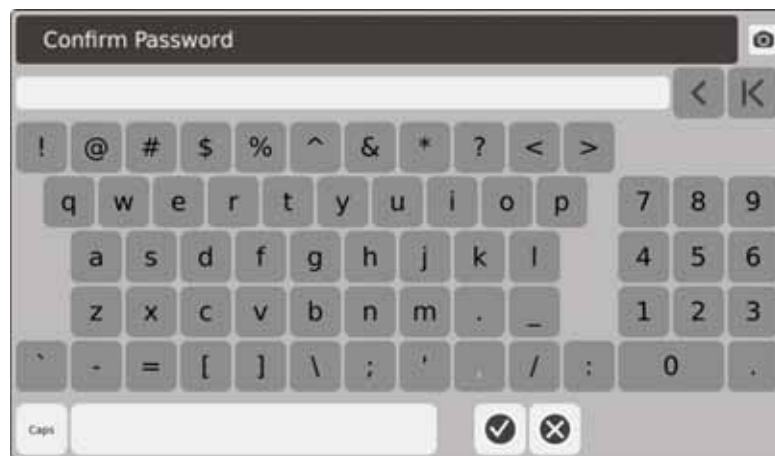 Confirm Password
! @ # $ % ^ & * ? < >
q w e r t y u i o p 7 8 9
a s d f g h j k l 4 5 6
z x c v b n m . _ 1 2 3
` - = [ ] \ ; ' , / : 0 .
Caps